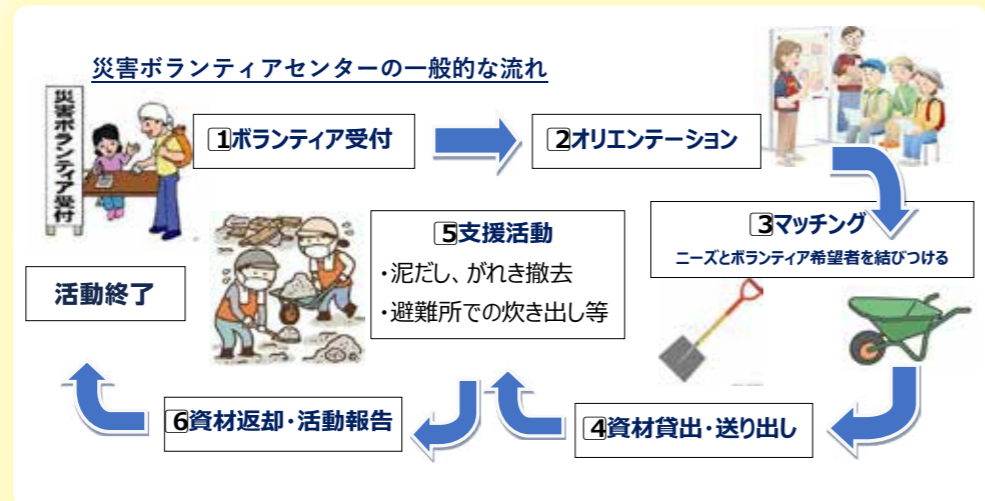 災害ボランティアセンターの一般的な流れ
災害ボランティア受付
1ボランティア受付
2オリエンテーション
3マッチング
ニーズとボランティア希望者を結びつける
4資材貸出・送り出し
5支援活動
・泥だし、がれき撤去
・避難所での炊き出し等
6資材返却・活動報告
活動終了